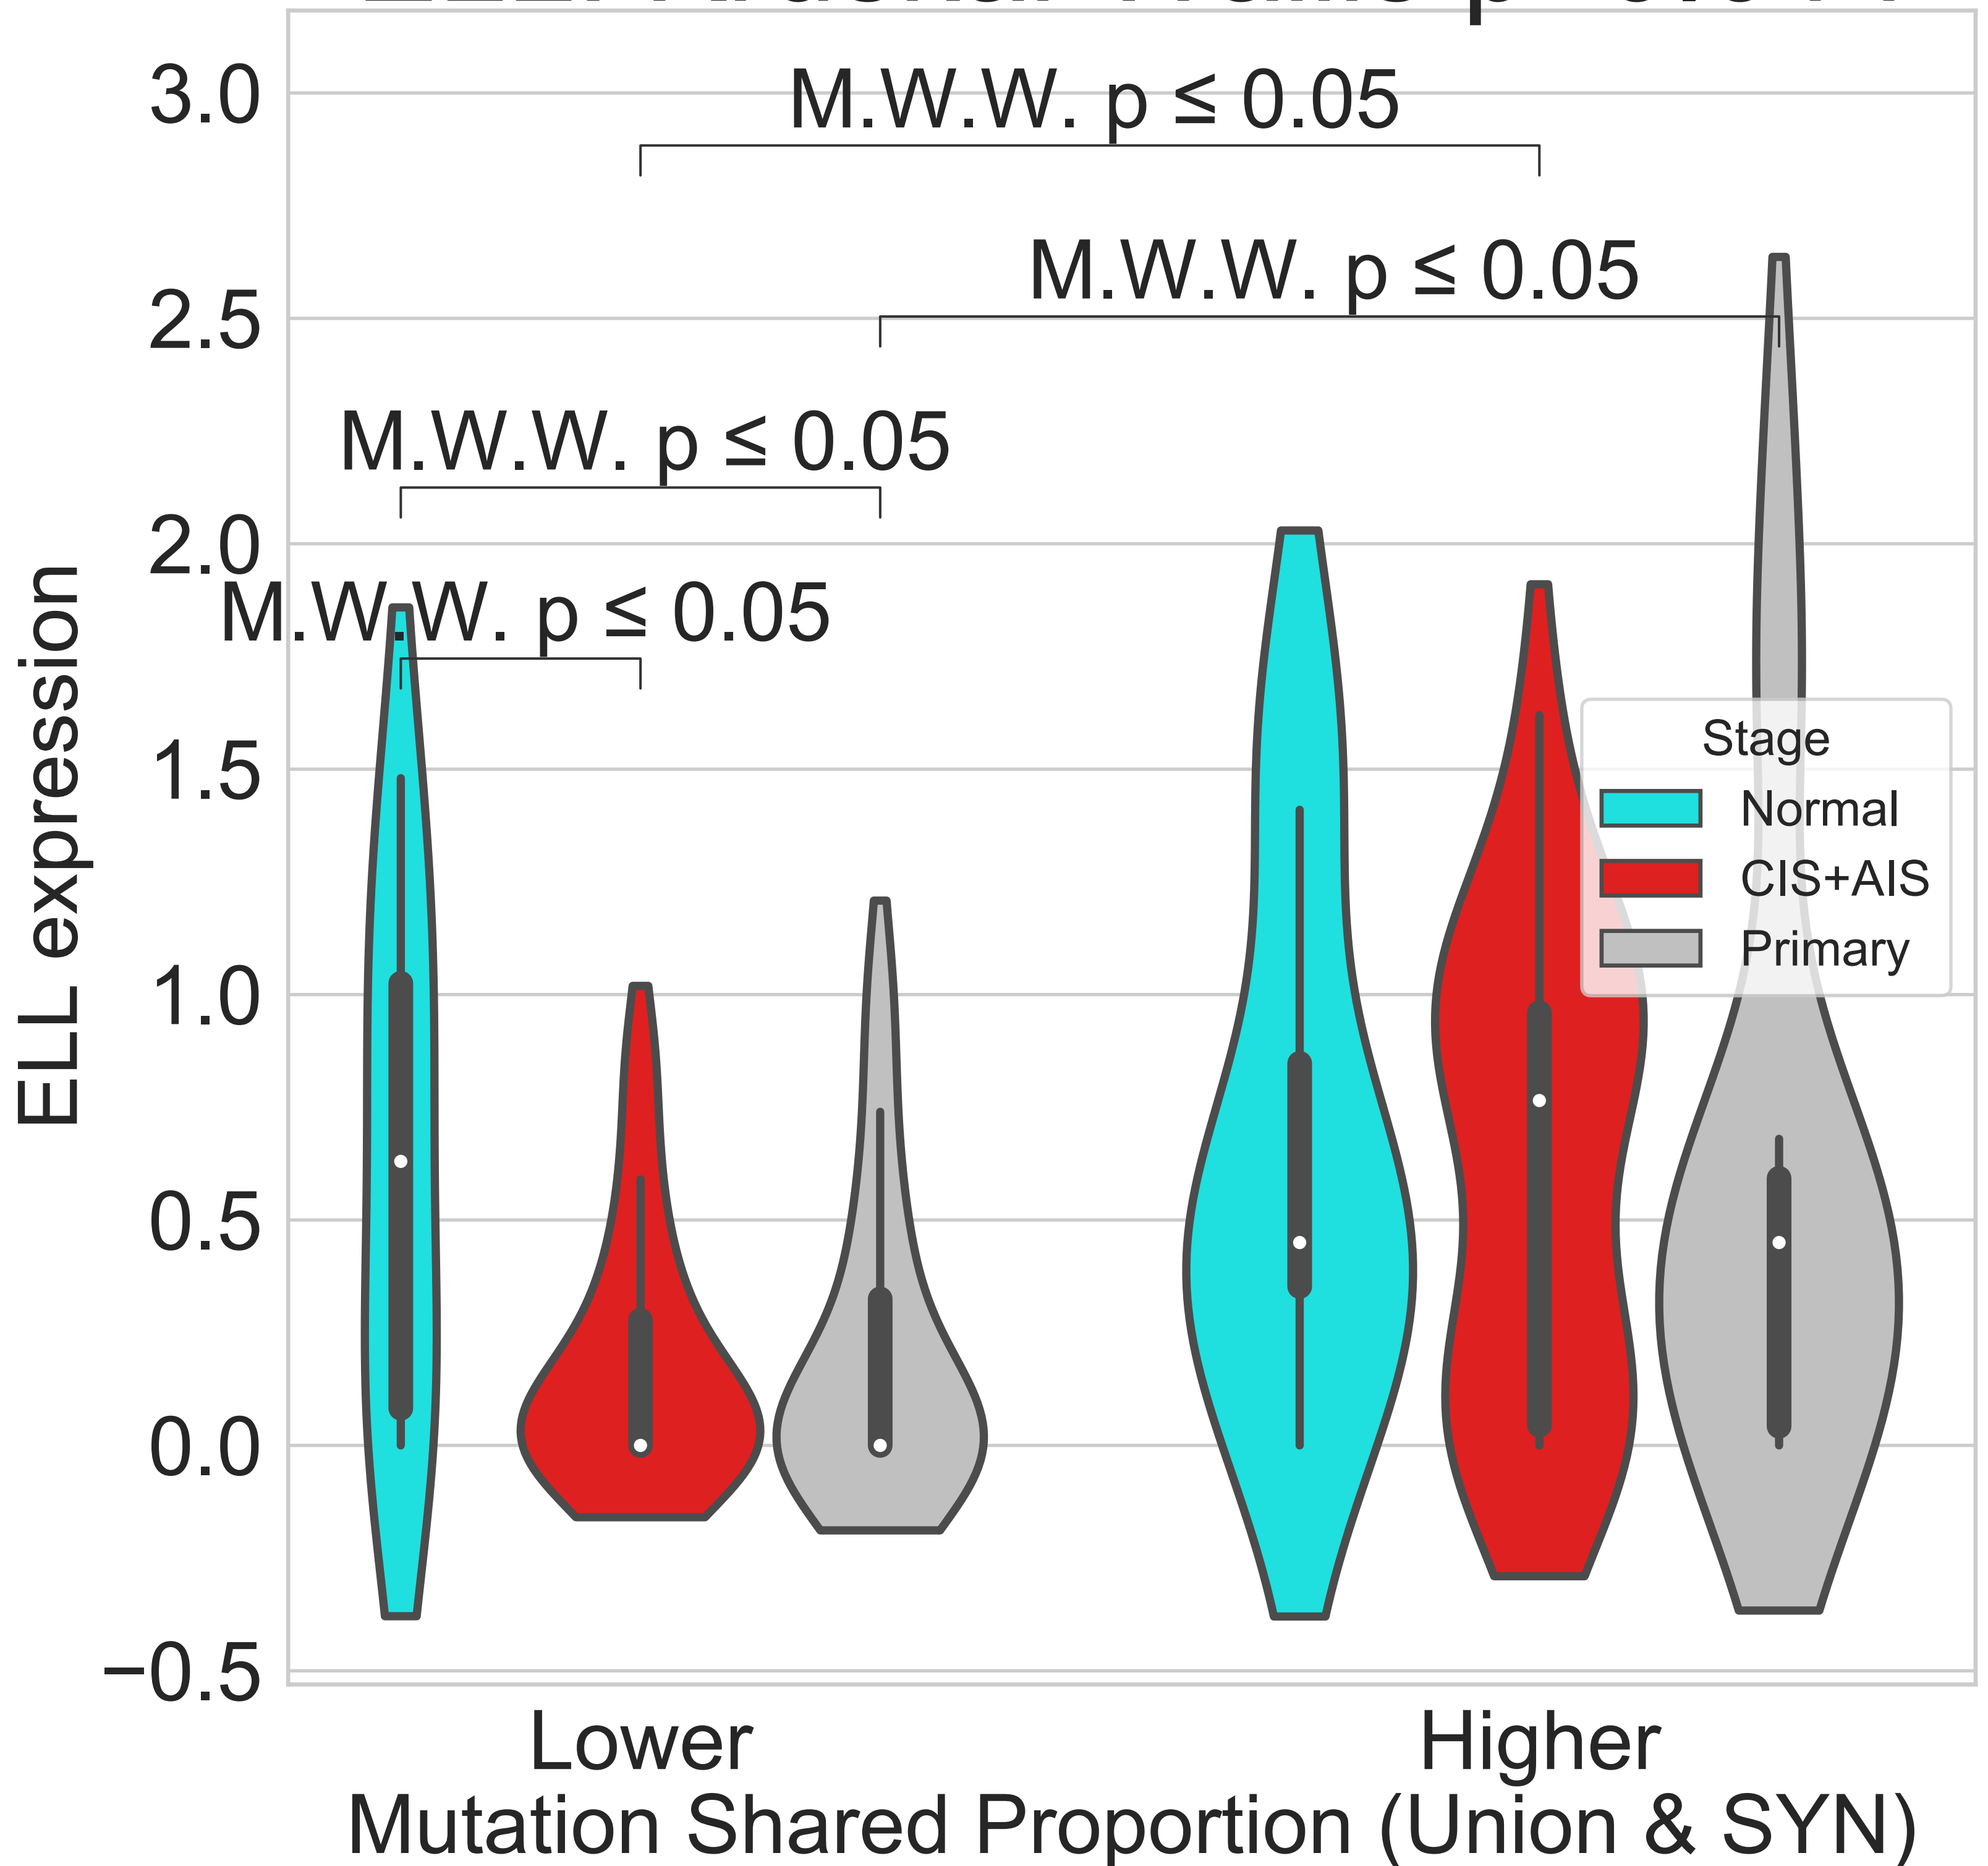 3.0
2.5
2.0
1.5
1.0
0.5
0.0
−0.5
ELL expression
M.W.W. p ≤ 0.05
M.W.W. p ≤ 0.05
M.W.W. p ≤ 0.05
M.W.W. p ≤ 0.05
Stage
Normal
CIS+AIS
Primary
Lower
Higher
Mutation Shared Proportion (Union & SYN)